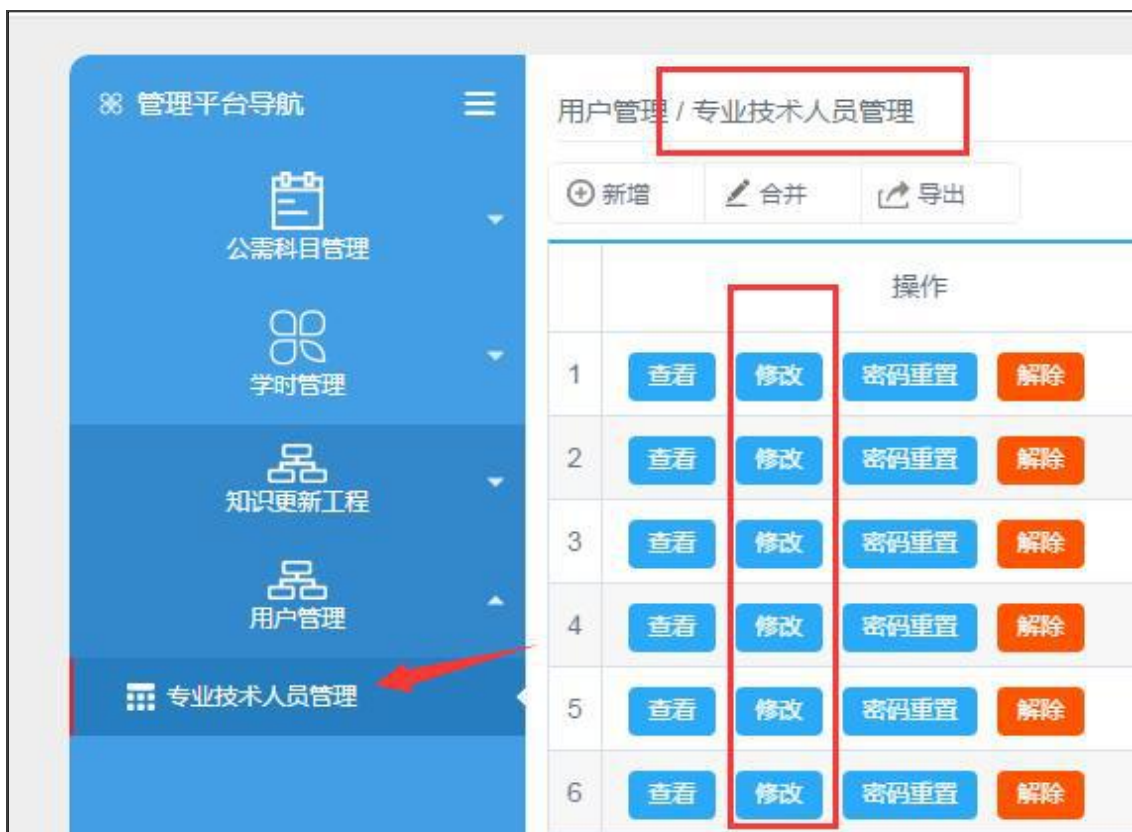 管理平台导航
公需科目管理
学时管理
知识更新工程
用户管理
专业技术人员管理
用户管理 / 专业技术人员管理
新增 合并 导出
操作
1 查看 修改 密码重置 解除
2 查看 修改 密码重置 解除
3 查看 修改 密码重置 解除
4 查看 修改 密码重置 解除
5 查看 修改 密码重置 解除
6 查看 修改 密码重置 解除